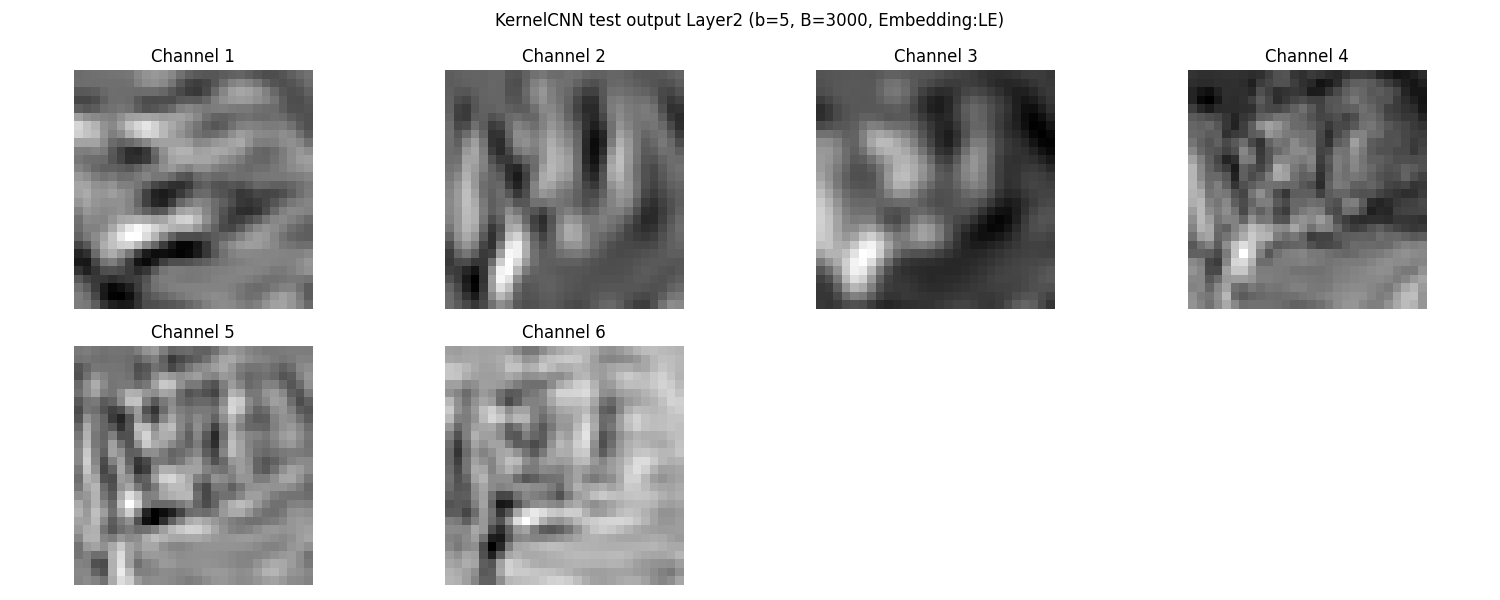 KernelCNN test output Layer2 (b=5, B=3000, Embedding:LE)
Channel 1
Channel 2
Channel 3
Channel 4
Channel 5
Channel 6